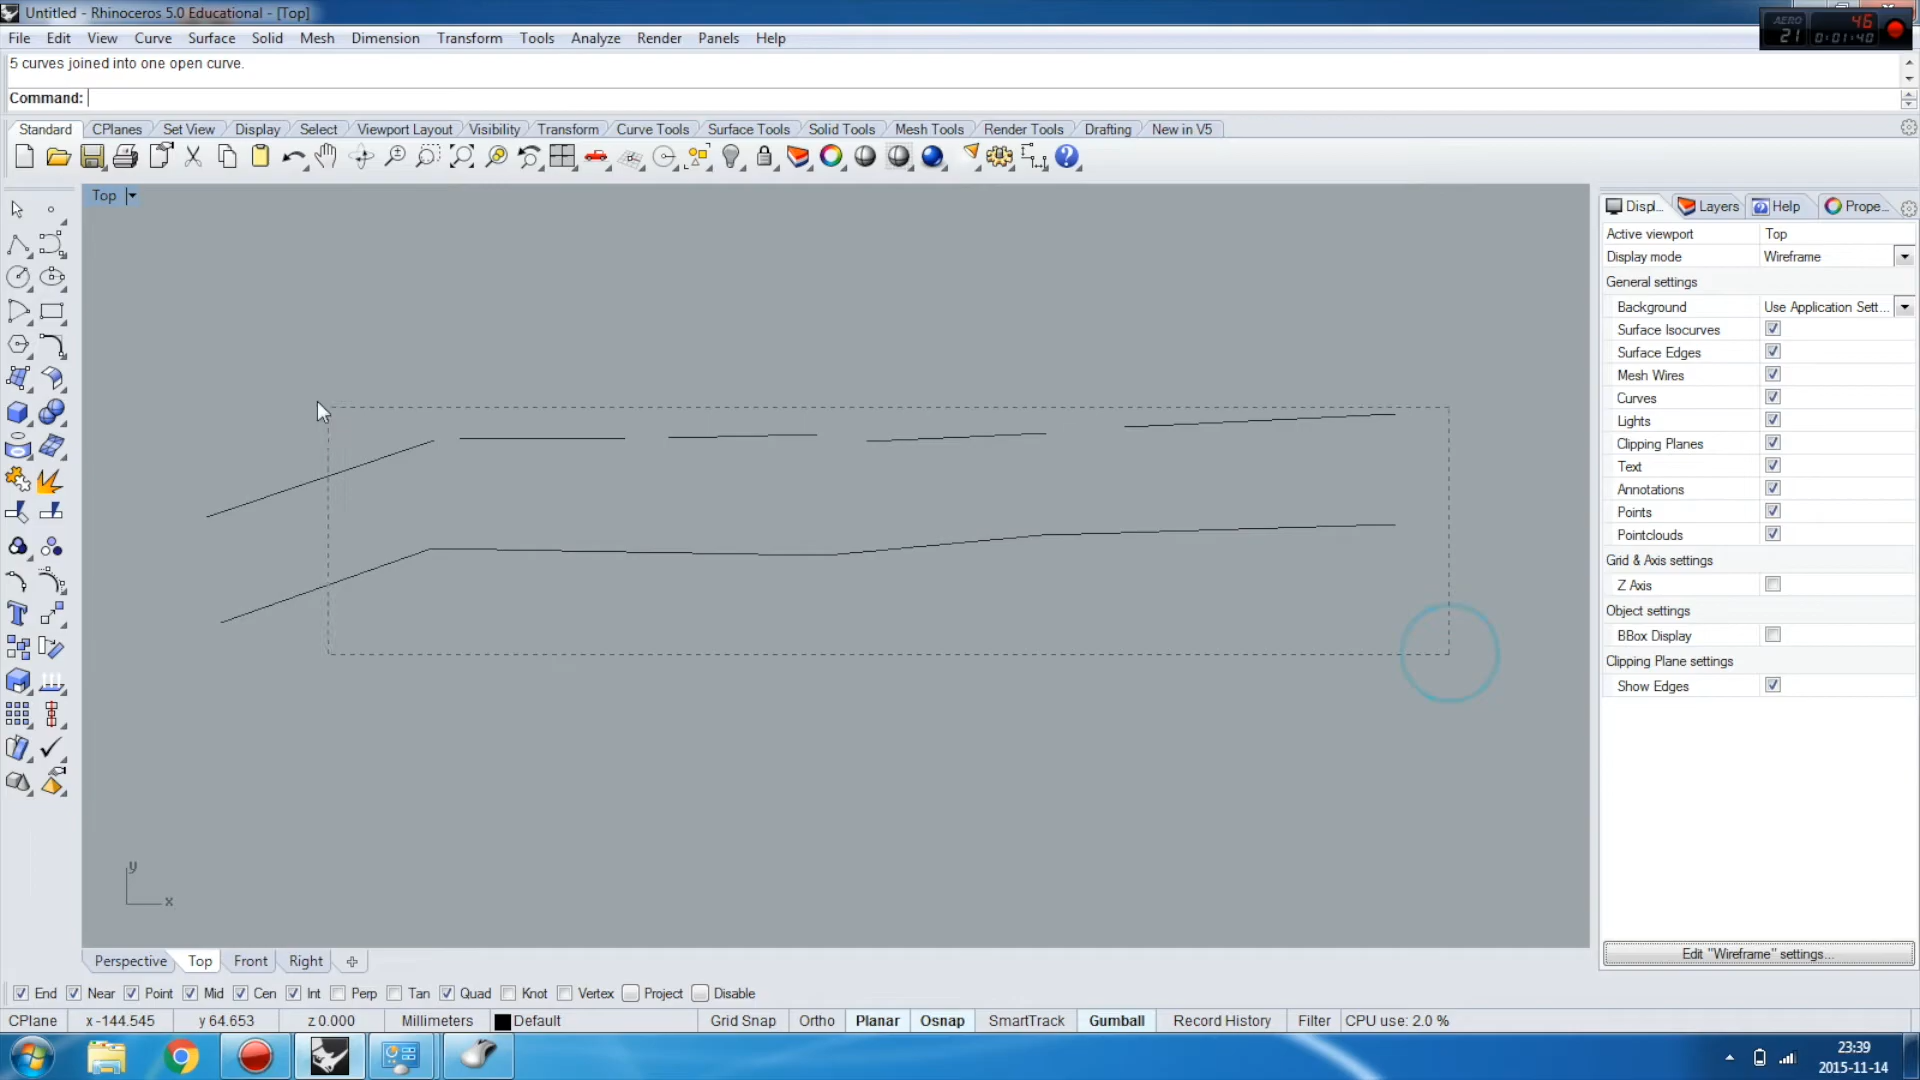 Untitled - Rhinoceros 5.0 Educational - [Top]
AERO 21 46 0:01:40
File Edit View Curve Surface Solid Mesh Dimension Transform Tools Analyze Render Panels Help
5 curves joined into one open curve.
Command:
Standard CPlanes Set View Display Select Viewport Layout Visibility Transform Curve Tools Surface Tools Solid Tools Mesh Tools Render Tools Drafting New in V5
Top
Displ... Layers Help Prope...
Active viewport Top
Display mode Wireframe
General settings
Background Use Application Sett...
Surface Isocurves
Surface Edges
Mesh Wires
Curves
Lights
Clipping Planes
Text
Annotations
Points
Pointclouds
Grid & Axis settings
Z Axis
Object settings
BBox Display
Clipping Plane settings
Show Edges
y
x
Edit "Wireframe" settings...
Perspective Top Front Right
End Near Point Mid Cen Int Perp Tan Quad Knot Vertex Project Disable
CPlane x -144.545 y 64.653 z 0.000 Millimeters Default Grid Snap Ortho Planar Osnap SmartTrack Gumball Record History Filter CPU use: 2.0 %
23:39
2015-11-14